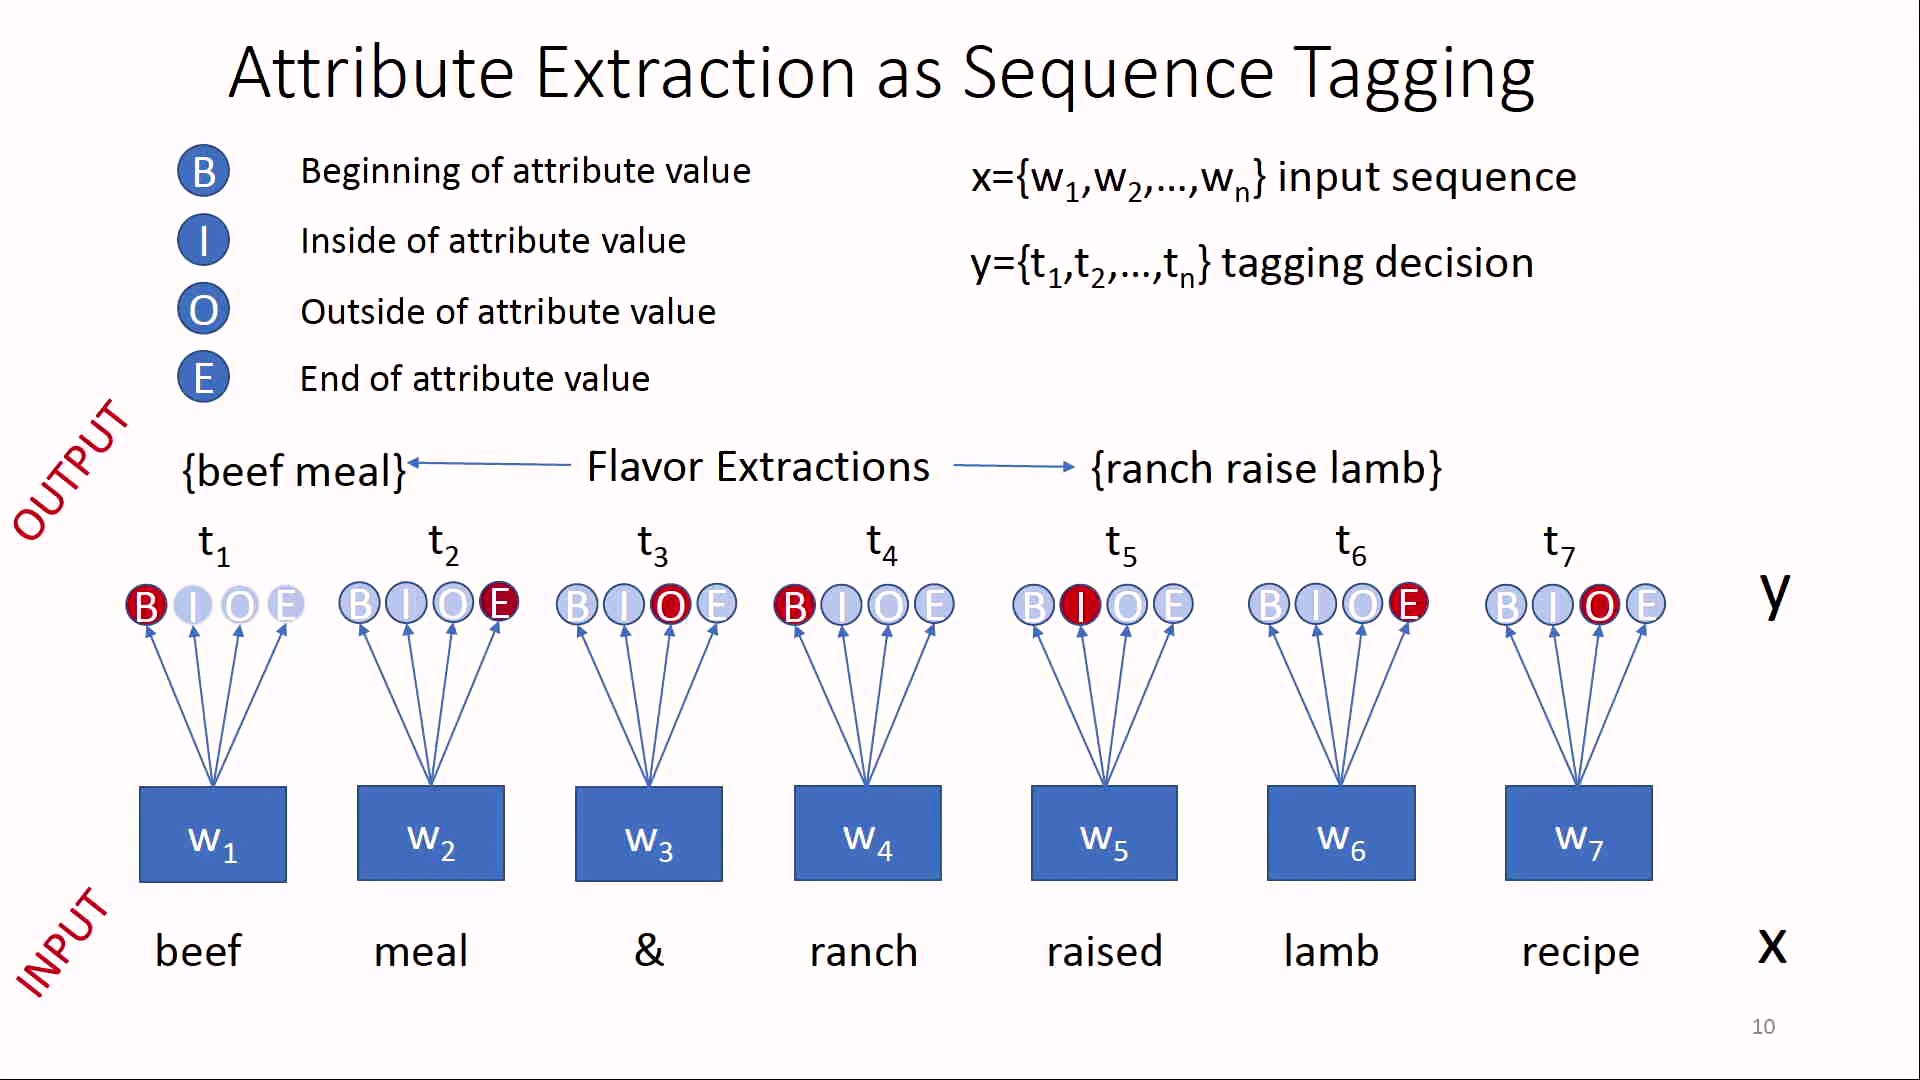 Attribute Extraction as Sequence Tagging
B Beginning of attribute value
I Inside of attribute value
O Outside of attribute value
E End of attribute value
x={w1,w2,...,wn} input sequence
y={t1,t2,...,tn} tagging decision
OUTPUT
{beef meal} Flavor Extractions {ranch raise lamb}
t1 t2 t3 t4 t5 t6 t7
B I O E B I O E B I O E B I O E B I O E B I O E B I O E y
w1 w2 w3 w4 w5 w6 w7
INPUT
beef meal & ranch raised lamb recipe x
10